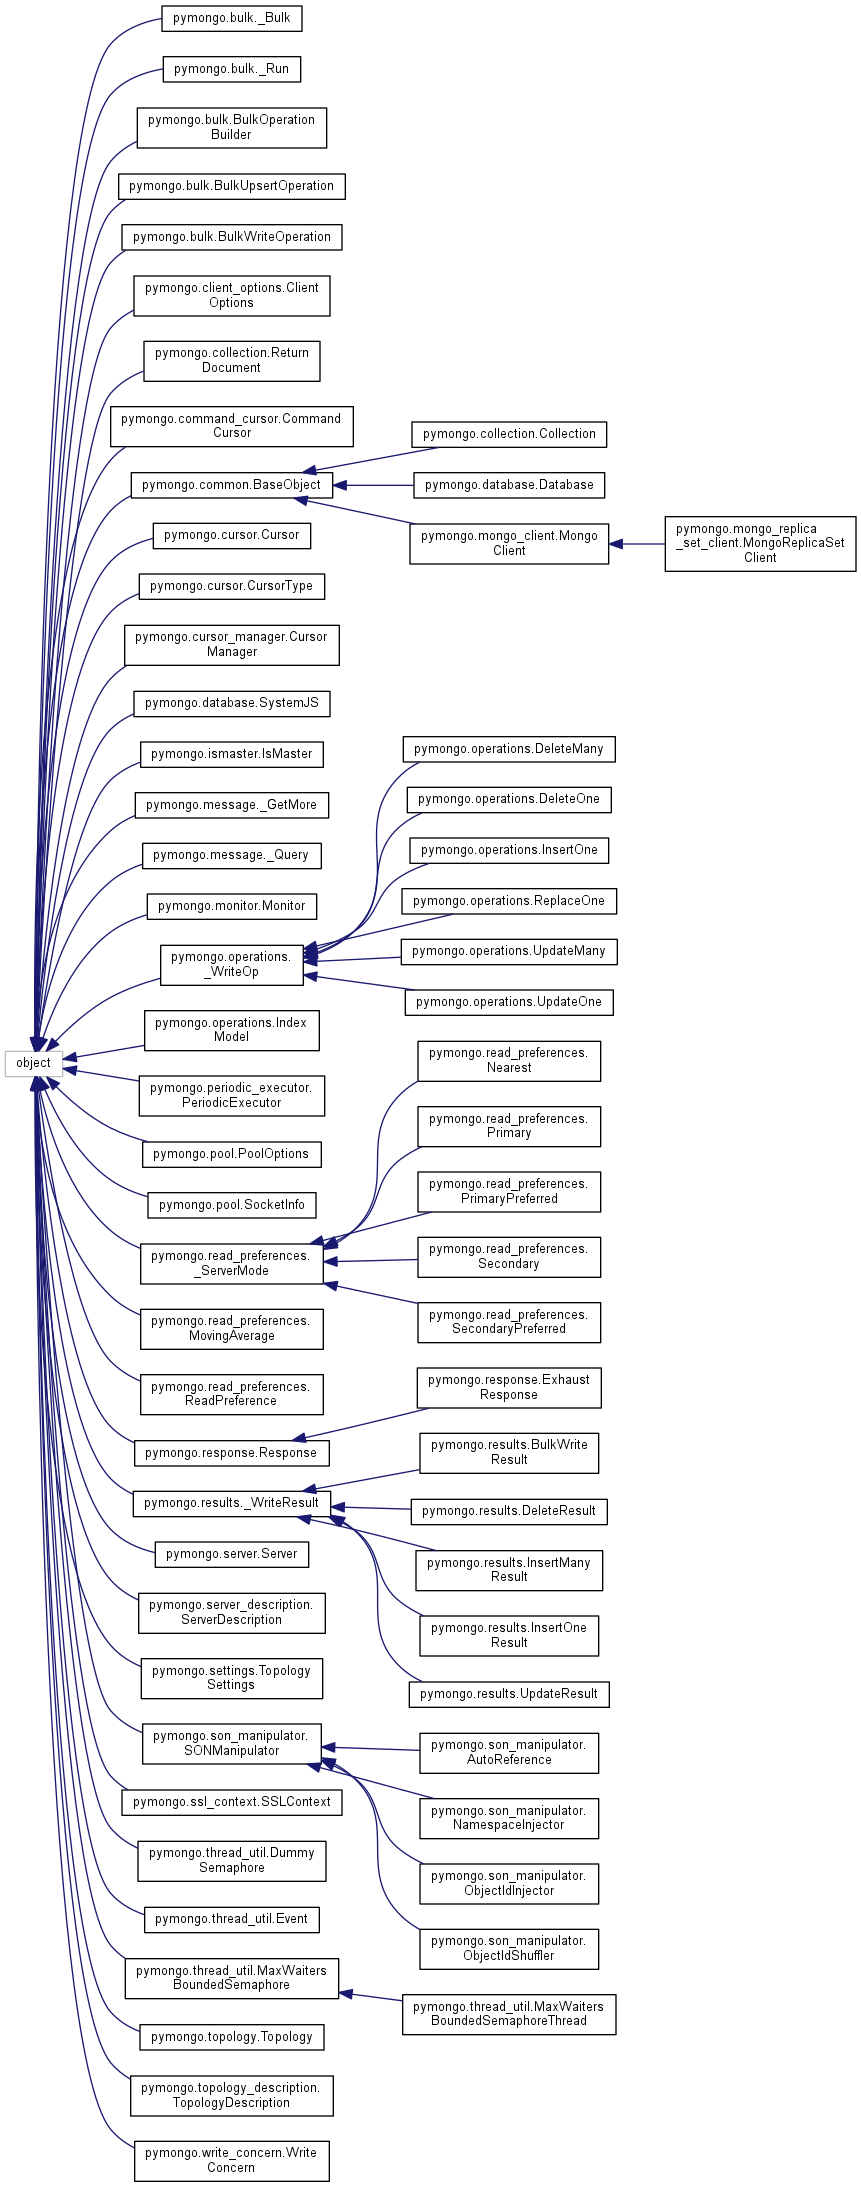 pymongo.bulk._Bulk
pymongo.bulk._Run
pymongo.bulk.BulkOperation
Builder
pymongo.bulk.BulkUpsertOperation
pymongo.bulk.BulkWriteOperation
pymongo.client_options.Client
Options
pymongo.collection.Return
Document
pymongo.command_cursor.Command
Cursor
pymongo.common.BaseObject
pymongo.collection.Collection
pymongo.database.Database
pymongo.mongo_client.Mongo
Client
pymongo.mongo_replica
_set_client.MongoReplicaSet
Client
pymongo.cursor.Cursor
pymongo.cursor.CursorType
pymongo.cursor_manager.Cursor
Manager
pymongo.database.SystemJS
pymongo.ismaster.IsMaster
pymongo.message._GetMore
pymongo.message._Query
pymongo.monitor.Monitor
pymongo.operations.
_WriteOp
pymongo.operations.DeleteMany
pymongo.operations.DeleteOne
pymongo.operations.InsertOne
pymongo.operations.ReplaceOne
pymongo.operations.UpdateMany
pymongo.operations.UpdateOne
pymongo.operations.Index
Model
object
pymongo.periodic_executor.
PeriodicExecutor
pymongo.pool.PoolOptions
pymongo.pool.SocketInfo
pymongo.read_preferences.
_ServerMode
pymongo.read_preferences.
Nearest
pymongo.read_preferences.
Primary
pymongo.read_preferences.
PrimaryPreferred
pymongo.read_preferences.
Secondary
pymongo.read_preferences.
SecondaryPreferred
pymongo.read_preferences.
MovingAverage
pymongo.read_preferences.
ReadPreference
pymongo.response.Response
pymongo.response.Exhaust
Response
pymongo.results._WriteResult
pymongo.results.BulkWrite
Result
pymongo.results.DeleteResult
pymongo.results.InsertMany
Result
pymongo.results.InsertOne
Result
pymongo.results.UpdateResult
pymongo.server.Server
pymongo.server_description.
ServerDescription
pymongo.settings.Topology
Settings
pymongo.son_manipulator.
SONManipulator
pymongo.son_manipulator.
AutoReference
pymongo.son_manipulator.
NamespaceInjector
pymongo.son_manipulator.
ObjectIdInjector
pymongo.son_manipulator.
ObjectIdShuffler
pymongo.ssl_context.SSLContext
pymongo.thread_util.Dummy
Semaphore
pymongo.thread_util.Event
pymongo.thread_util.MaxWaiters
BoundedSemaphore
pymongo.thread_util.MaxWaiters
BoundedSemaphoreThread
pymongo.topology.Topology
pymongo.topology_description.
TopologyDescription
pymongo.write_concern.Write
Concern